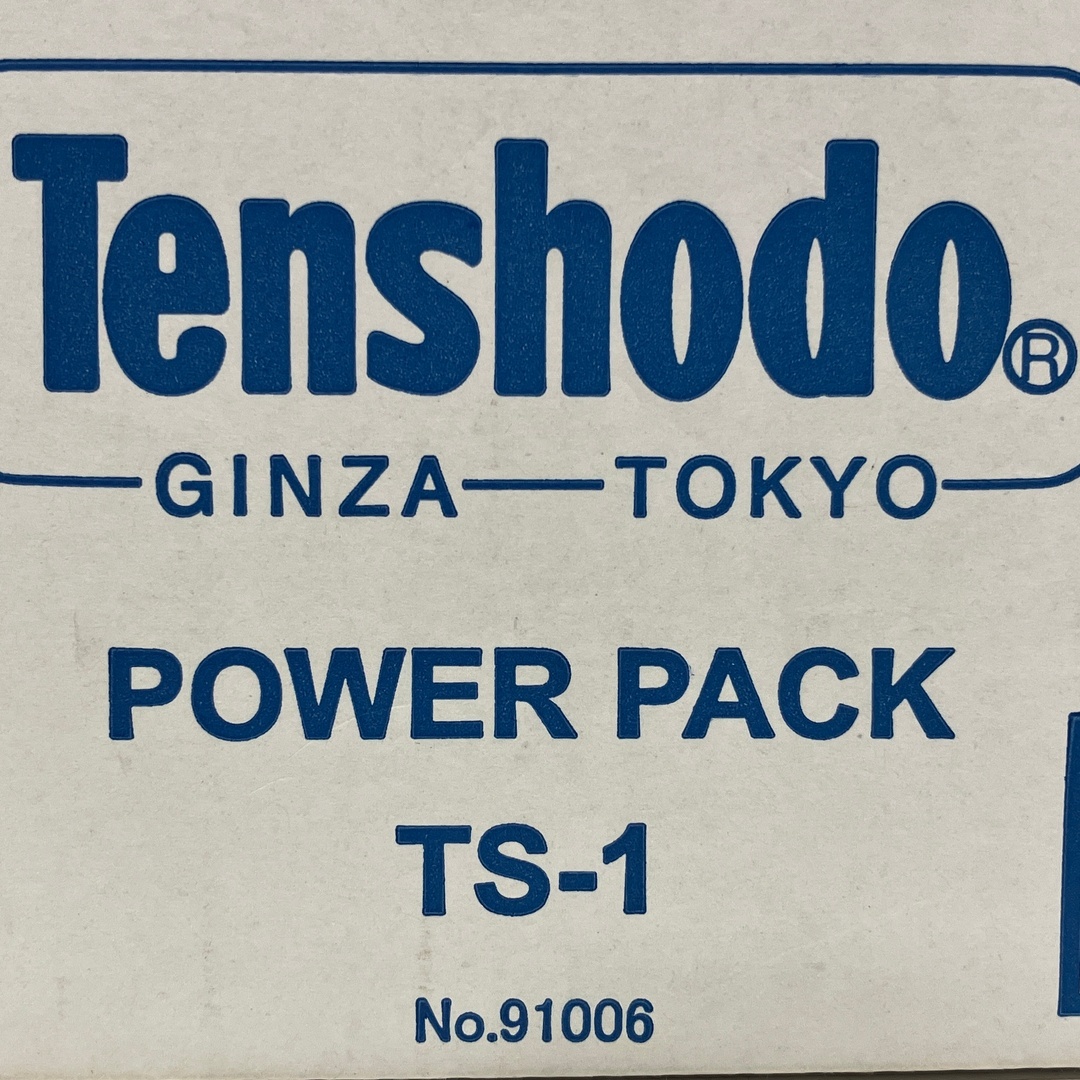 Tenshodo®
GINZA TOKYO
POWER PACK
TS-1
No.91006